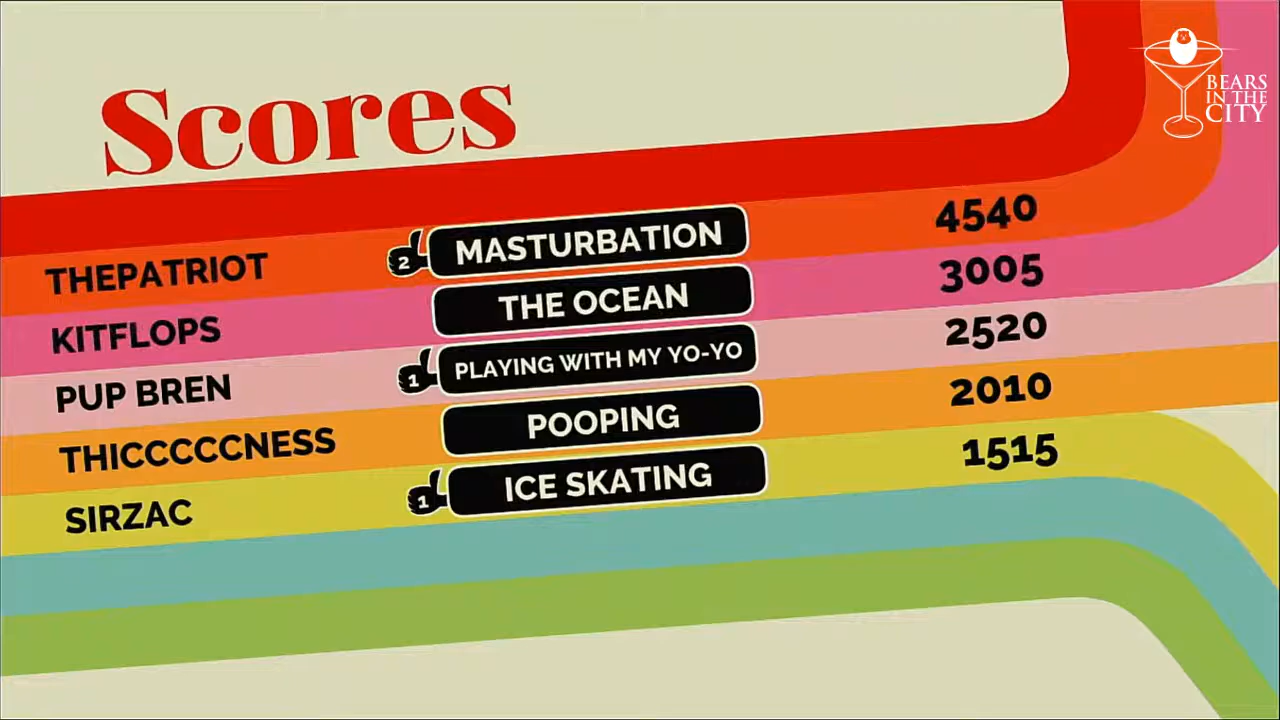 Scores
BEARS
IN THE
CITY
THEPATRIOT 2 MASTURBATION 4540
KITFLOPS THE OCEAN 3005
PUP BREN 1 PLAYING WITH MY YO-YO 2520
THICCCCCNESS POOPING 2010
SIRZAC 1 ICE SKATING 1515